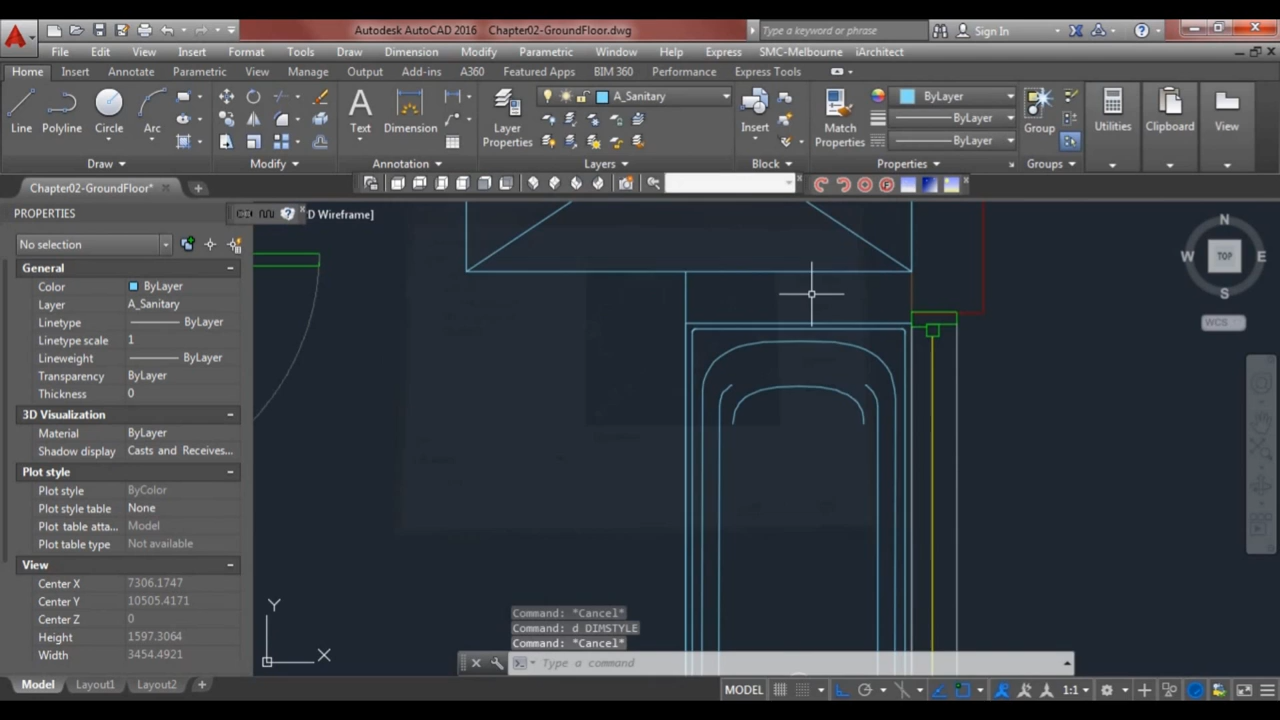 Autodesk AutoCAD 2016 Chapter02-GroundFloor.dwg Type a keyword or phrase Sign In
File Edit View Insert Format Tools Draw Dimension Modify Parametric Window Help Express SMC-Melbourne iArchitect
Home Insert Annotate Parametric View Manage Output Add-ins A360 Featured Apps BIM 360 Performance Express Tools
A_Sanitary ByLayer
Line Polyline Circle Arc Text Dimension Layer Properties Insert Match Properties ByLayer ByLayer Group Utilities Clipboard View
Draw Modify Annotation Layers Block Properties Groups
Chapter02-GroundFloor*
PROPERTIES
D Wireframe]
No selection
General
Color ByLayer
Layer A_Sanitary
Linetype ByLayer
Linetype scale 1
Lineweight ByLayer
Transparency ByLayer
Thickness 0
3D Visualization
Material ByLayer
Shadow display Casts and Receives...
Plot style
Plot style ByColor
Plot style table None
Plot table atta... Model
Plot table type Not available
View
Center X 7306.1747
Center Y 10505.4171
Center Z 0
Height 1597.3064
Width 3454.4921
N
W TOP E
S
WCS
Y
X
Command: *Cancel*
Command: d DIMSTYLE
Command: *Cancel*
Type a command
Model Layout1 Layout2 MODEL 1:1